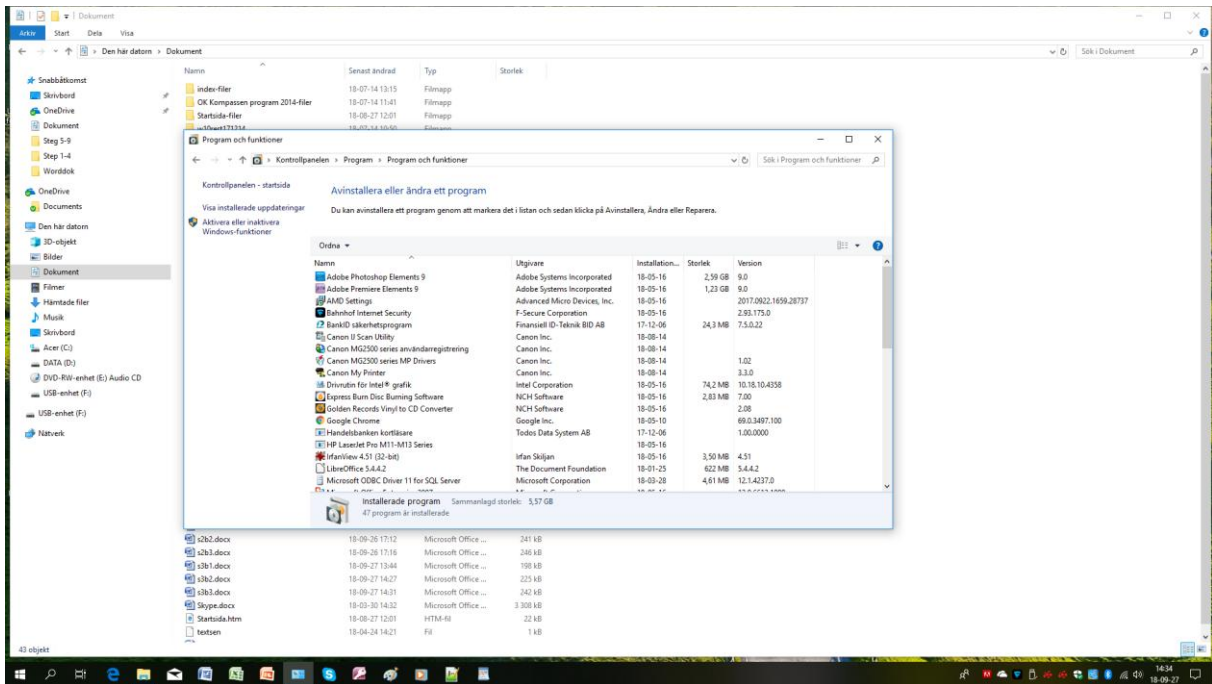 Dokument
Arkiv Start Dela Visa
Den här datorn > Dokument Sök i Dokument
Namn Senast ändrad Typ Storlek
Snabbåtkomst
Skrivbord
OneDrive
Dokument
Steg 5-9
Step 1-4
Worddok
OneDrive
Documents
Den här datorn
3D-objekt
Bilder
Dokument
Filmer
Hämtade filer
Musik
Skrivbord
Acer (C:)
DATA (D:)
DVD-RW-enhet (E:) Audio CD
USB-enhet (F:)
USB-enhet (F:)
Nätverk
index-filer 18-07-14 13:15 Filmapp
OK Kompassen program 2014-filer 18-07-14 11:41 Filmapp
Startsida-filer 18-08-27 12:01 Filmapp
18-07-14 10:50 Filmapp
Program och funktioner
Kontrollpanelen > Program > Program och funktioner Sök i Program och funktioner
Kontrollpanelen - startsida
Visa installerade uppdateringar
Aktivera eller inaktivera
Windows-funktioner
Avinstallera eller ändra ett program
Du kan avinstallera ett program genom att markera det i listan och sedan klicka på Avinstallera, Ändra eller Reparera.
Ordna
Namn Utgivare Installation... Storlek Version
Adobe Photoshop Elements 9 Adobe Systems Incorporated 18-05-16 2,59 GB 9.0
Adobe Premiere Elements 9 Adobe Systems Incorporated 18-05-16 1,23 GB 9.0
AMD Settings Advanced Micro Devices, Inc. 18-05-16 2017.0922.1659.28737
Bahnhof Internet Security F-Secure Corporation 18-05-16 2.93.175.0
BankID säkerhetsprogram Finansiell ID-Teknik BID AB 17-12-06 24,3 MB 7.5.0.22
Canon IJ Scan Utility Canon Inc. 18-08-14
Canon MG2500 series användarregistrering Canon Inc. 18-08-14
Canon MG2500 series MP Drivers Canon Inc. 18-08-14 1.02
Canon My Printer Canon Inc. 18-08-14 3.3.0
Drivrutin för Intel® grafik Intel Corporation 18-05-16 74,2 MB 10.18.10.4358
Express Burn Disc Burning Software NCH Software 18-05-16 2,83 MB 7.00
Golden Records Vinyl to CD Converter NCH Software 18-05-16 2.08
Google Chrome Google Inc. 18-05-10 69.0.3497.100
Handelsbanken kortläsare Todos Data System AB 17-12-06 1.00.0000
HP LaserJet Pro M11-M13 Series 18-05-16
IrfanView 4.51 (32-bit) Irfan Skiljan 18-05-16 3,50 MB 4.51
LibreOffice 5.4.4.2 The Document Foundation 18-01-25 622 MB 5.4.4.2
Microsoft ODBC Driver 11 for SQL Server Microsoft Corporation 18-03-28 4,61 MB 12.1.4237.0
Installerade program Sammanlagd storlek: 5,57 GB
47 program är installerade
s2b2.docx 18-09-26 17:12 Microsoft Office ... 241 kB
s2b3.docx 18-09-26 17:16 Microsoft Office ... 246 kB
s3b1.docx 18-09-27 13:44 Microsoft Office ... 198 kB
s3b2.docx 18-09-27 14:27 Microsoft Office ... 225 kB
s3b3.docx 18-09-27 14:31 Microsoft Office ... 242 kB
Skype.docx 18-03-30 14:32 Microsoft Office ... 3 308 kB
Startsida.htm 18-08-27 12:01 HTM-fil 22 kB
textsen 18-04-24 14:21 Fil 1 kB
43 objekt
14:34
18-09-27